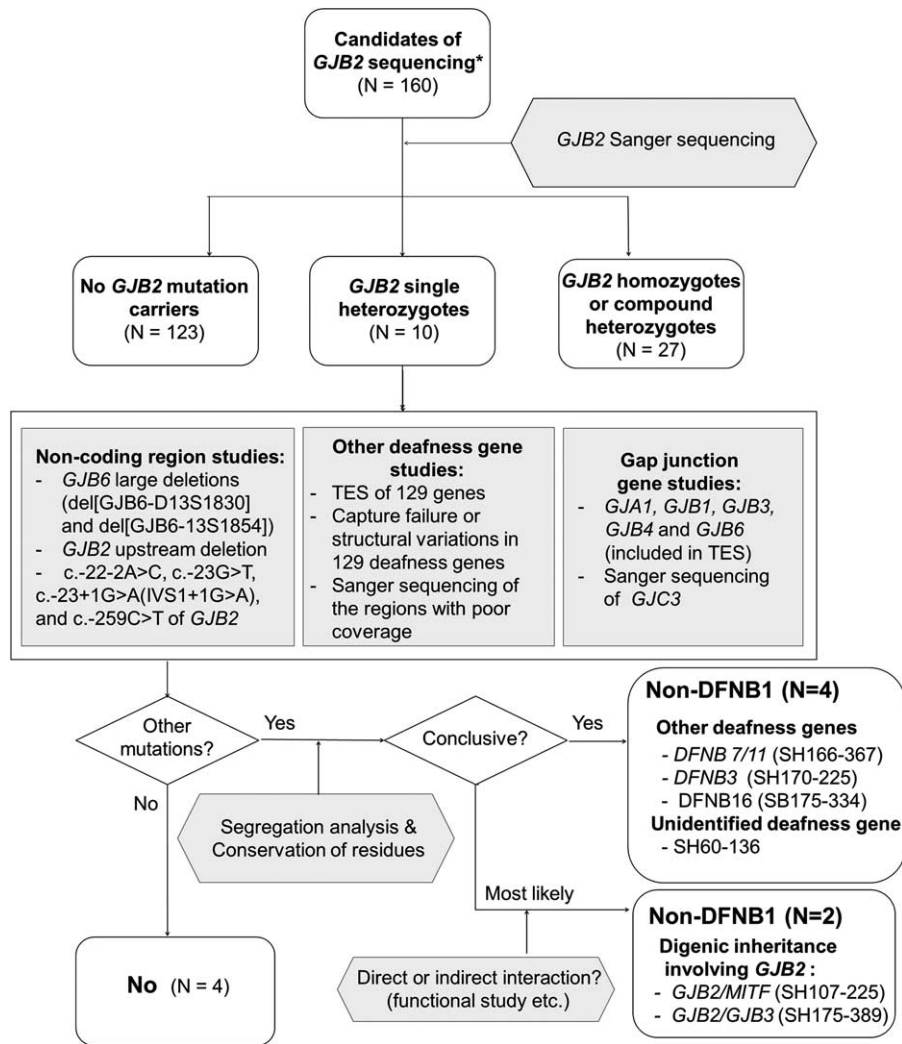 Candidates of
GJB2 sequencing*
(N = 160)
GJB2 Sanger sequencing
No GJB2 mutation
carriers
(N = 123)
GJB2 single
heterozygotes
(N = 10)
GJB2 homozygotes
or compound
heterozygotes
(N = 27)
Non-coding region studies:
- GJB6 large deletions
(del[GJB6-D13S1830]
and del[GJB6-13S1854])
- GJB2 upstream deletion
- c.-22-2A>C, c.-23G>T,
c.-23+1G>A(IVS1+1G>A),
and c.-259C>T of GJB2
Other deafness gene
studies:
- TES of 129 genes
- Capture failure or
structural variations in
129 deafness genes
- Sanger sequencing of
the regions with poor
coverage
Gap junction
gene studies:
- GJA1, GJB1, GJB3,
GJB4 and GJB6
(included in TES)
- Sanger sequencing
of GJC3
Other
mutations?
Yes
No
Conclusive?
Yes
Most likely
Segregation analysis &
Conservation of residues
Non-DFNB1 (N=4)
Other deafness genes
- DFNB 7/11 (SH166-367)
- DFNB3 (SH170-225)
- DFNB16 (SB175-334)
Unidentified deafness gene
- SH60-136
No (N = 4)
Direct or indirect interaction?
(functional study etc.)
Non-DFNB1 (N=2)
Digenic inheritance
involving GJB2 :
- GJB2/MITF (SH107-225)
- GJB2/GJB3 (SH175-389)